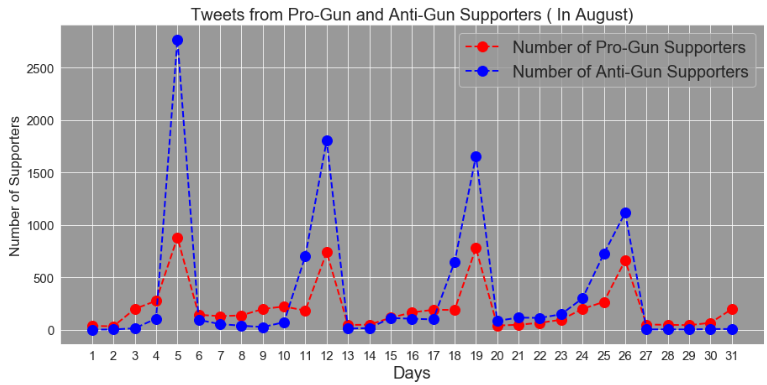 Tweets from Pro-Gun and Anti-Gun Supporters ( In August)
Number of Pro-Gun Supporters
Number of Anti-Gun Supporters
Number of Supporters
2500
2000
1500
1000
500
0
1 2 3 4 5 6 7 8 9 10 11 12 13 14 15 16 17 18 19 20 21 22 23 24 25 26 27 28 29 30 31
Days